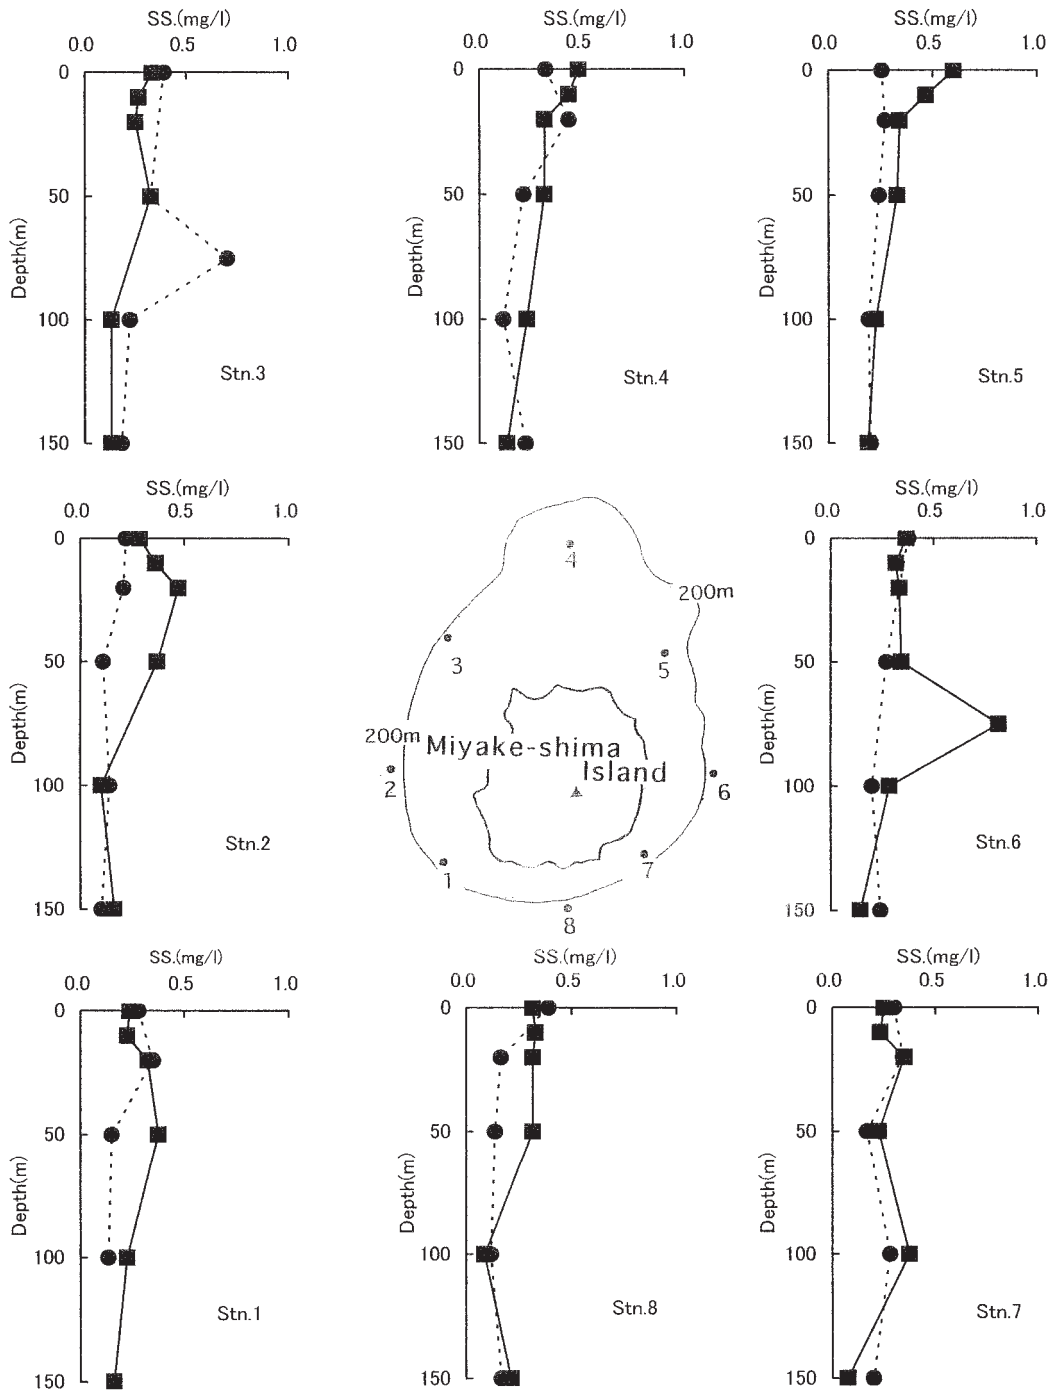 SS.(mg/l)
0.0 0.5 1.0
0
50
100
150
Depth(m)
Stn.3
SS.(mg/l)
0.0 0.5 1.0
0
50
100
150
Depth(m)
Stn.4
SS.(mg/l)
0.0 0.5 1.0
0
50
100
150
Depth(m)
Stn.5
SS.(mg/l)
0.0 0.5 1.0
0
50
100
150
Depth(m)
Stn.2
4
200m
3
5
200m
Miyake-shima
Island
2
6
1
7
8
SS.(mg/l)
0.0 0.5 1.0
0
50
100
150
Depth(m)
Stn.6
SS.(mg/l)
0.0 0.5 1.0
0
50
100
150
Depth(m)
Stn.1
SS.(mg/l)
0.0 0.5 1.0
0
50
100
150
Depth(m)
Stn.8
SS.(mg/l)
0.0 0.5 1.0
0
50
100
150
Depth(m)
Stn.7